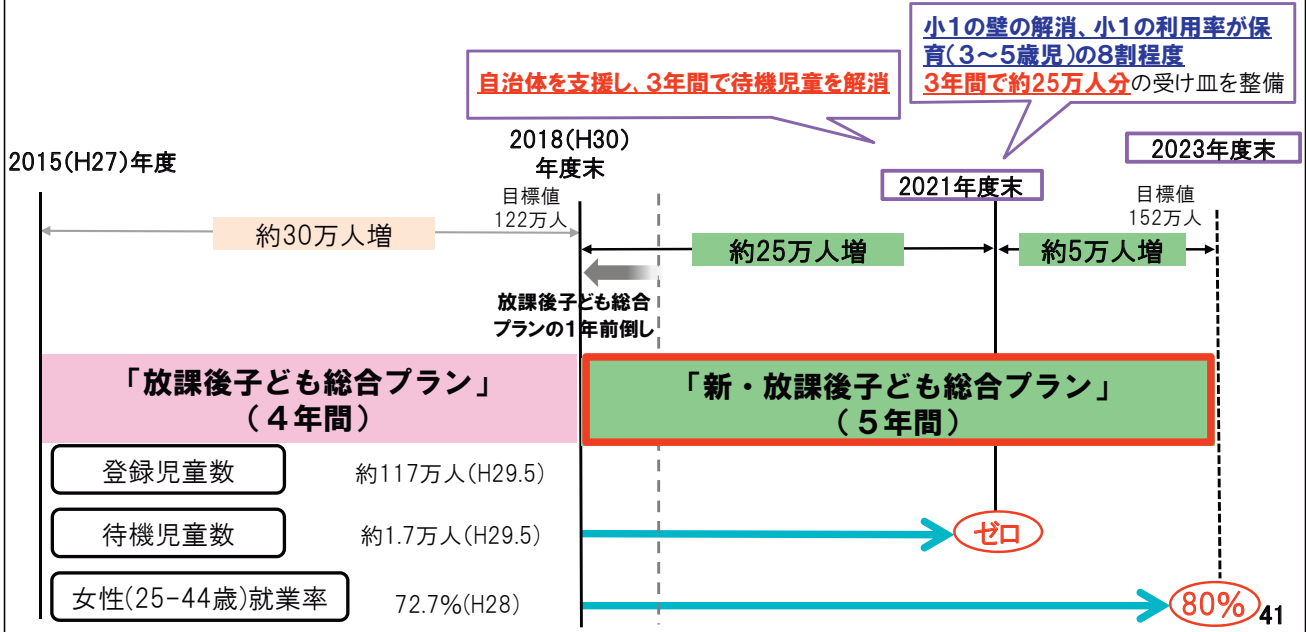 小1の壁の解消、小1の利用率が保
育(3~5歳児)の8割程度
3年間で約25万人分の受け皿を整備
自治体を支援し、3年間で待機児童を解消
2015(H27)年度
2018(H30)
年度末
2021年度末
2023年度末
目標値
122万人
目標値
152万人
約30万人増
約25万人増
約5万人増
放課後子ども総合
プランの1年前倒し
「放課後子ども総合プラン」
(4年間)
「新・放課後子ども総合プラン」
(5年間)
登録児童数
約117万人(H29.5)
待機児童数
約1.7万人(H29.5)
ゼロ
女性(25-44歳)就業率
72.7%(H28)
80%
41